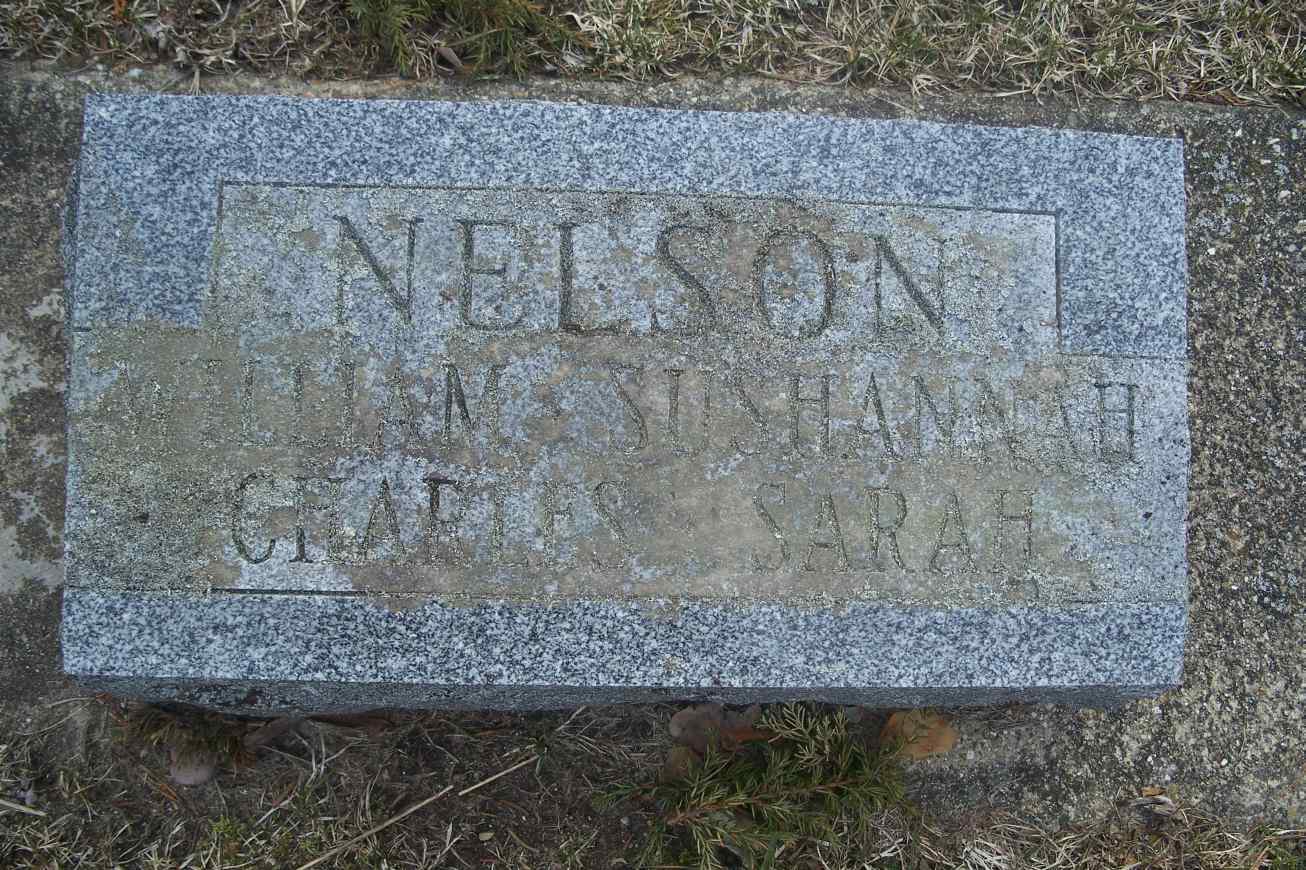 NELSON
WILLIAM · SUSHANNAH
CHARLES · SARAH